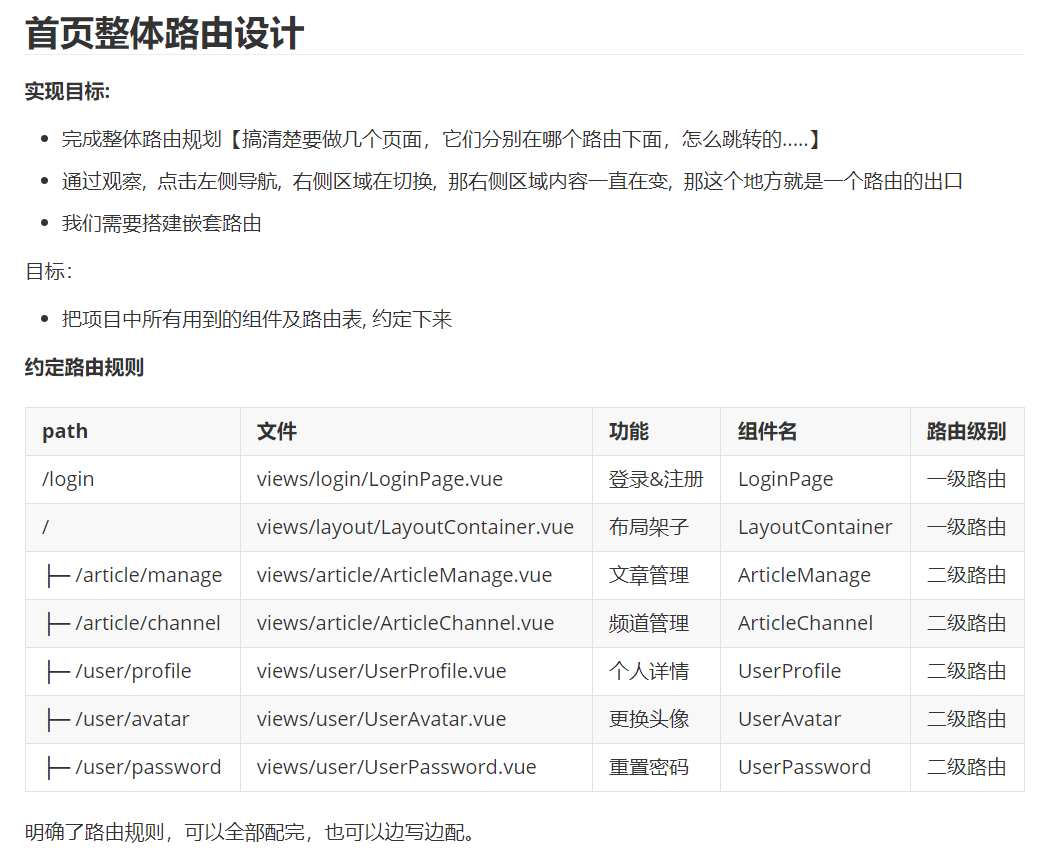 首页整体路由设计
实现目标:
完成整体路由规划【搞清楚要做几个页面，它们分别在哪个路由下面，怎么跳转的.....】
通过观察, 点击左侧导航, 右侧区域在切换, 那右侧区域内容一直在变, 那这个地方就是一个路由的出口
我们需要搭建嵌套路由
目标：
把项目中所有用到的组件及路由表, 约定下来
约定路由规则
path 文件 功能 组件名 路由级别
/login views/login/LoginPage.vue 登录&注册 LoginPage 一级路由
/ views/layout/LayoutContainer.vue 布局架子 LayoutContainer 一级路由
├─ /article/manage views/article/ArticleManage.vue 文章管理 ArticleManage 二级路由
├─ /article/channel views/article/ArticleChannel.vue 频道管理 ArticleChannel 二级路由
├─ /user/profile views/user/UserProfile.vue 个人详情 UserProfile 二级路由
├─ /user/avatar views/user/UserAvatar.vue 更换头像 UserAvatar 二级路由
├─ /user/password views/user/UserPassword.vue 重置密码 UserPassword 二级路由
明确了路由规则，可以全部配完，也可以边写边配。